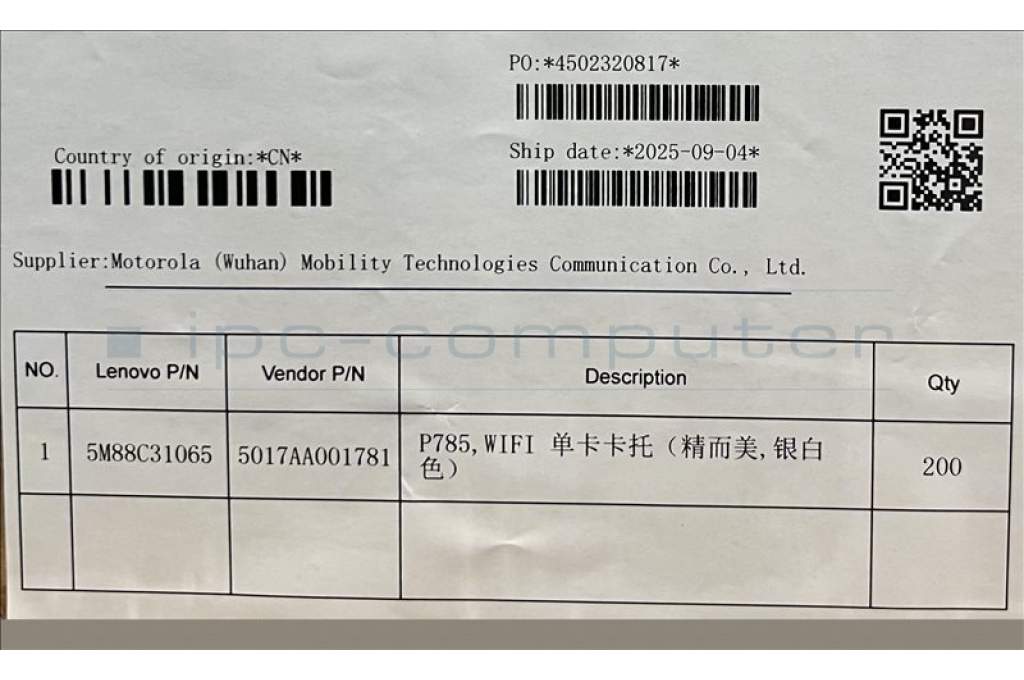 PO:*4502320817*
Country of origin:*CN*
Ship date:*2025-09-04*
Supplier:Motorola (Wuhan) Mobility Technologies Communication Co., Ltd.
ipc-computer
NO. Lenovo P/N Vendor P/N Description Qty
1 5M88C31065 5017AA001781 P785,WIFI 单卡卡托（精而美,银白 200
色）